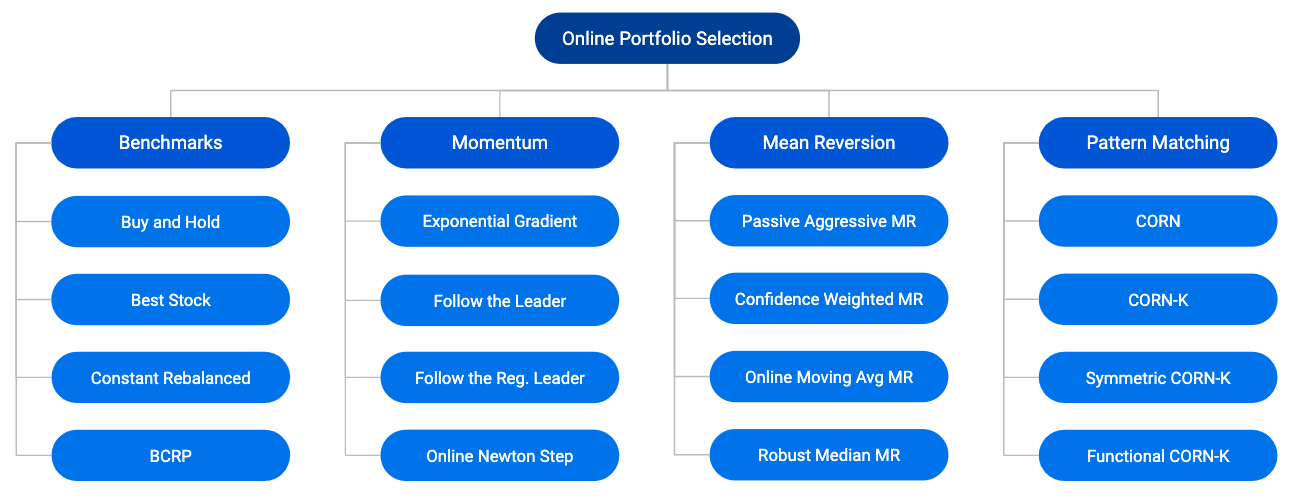 Online Portfolio Selection
Benchmarks
Momentum
Mean Reversion
Pattern Matching
Buy and Hold
Exponential Gradient
Passive Aggressive MR
CORN
Best Stock
Follow the Leader
Confidence Weighted MR
CORN-K
Constant Rebalanced
Follow the Reg. Leader
Online Moving Avg MR
Symmetric CORN-K
BCRP
Online Newton Step
Robust Median MR
Functional CORN-K